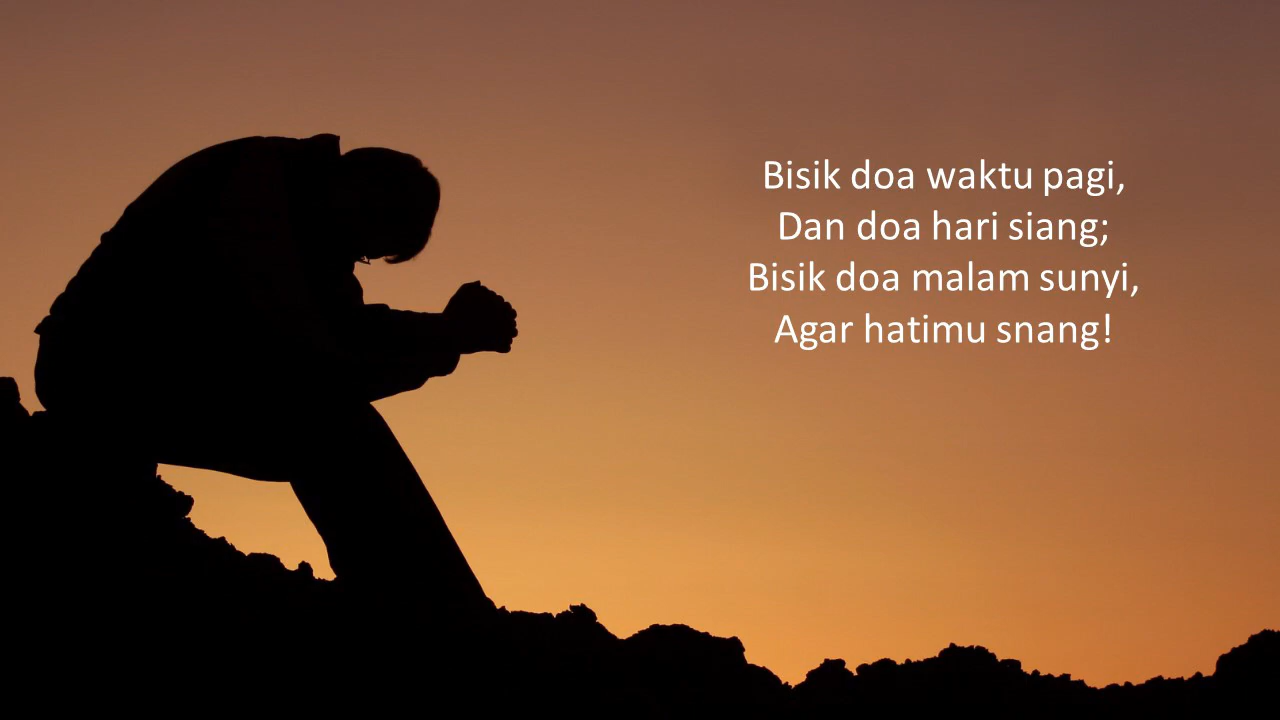 Bisik doa waktu pagi,
Dan doa hari siang;
Bisik doa malam sunyi,
Agar hatimu snang!